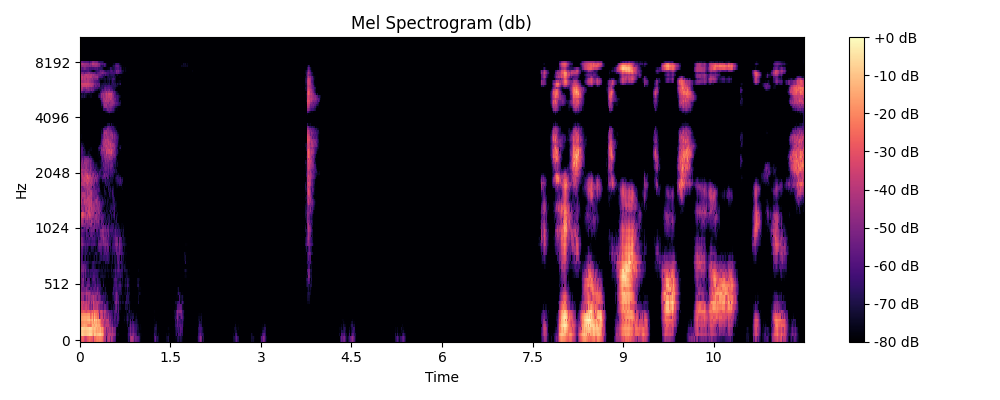 Mel Spectrogram (db)
8192
4096
2048
1024
512
0
Hz
0 1.5 3 4.5 6 7.5 9 10
Time
+0 dB
-10 dB
-20 dB
-30 dB
-40 dB
-50 dB
-60 dB
-70 dB
-80 dB